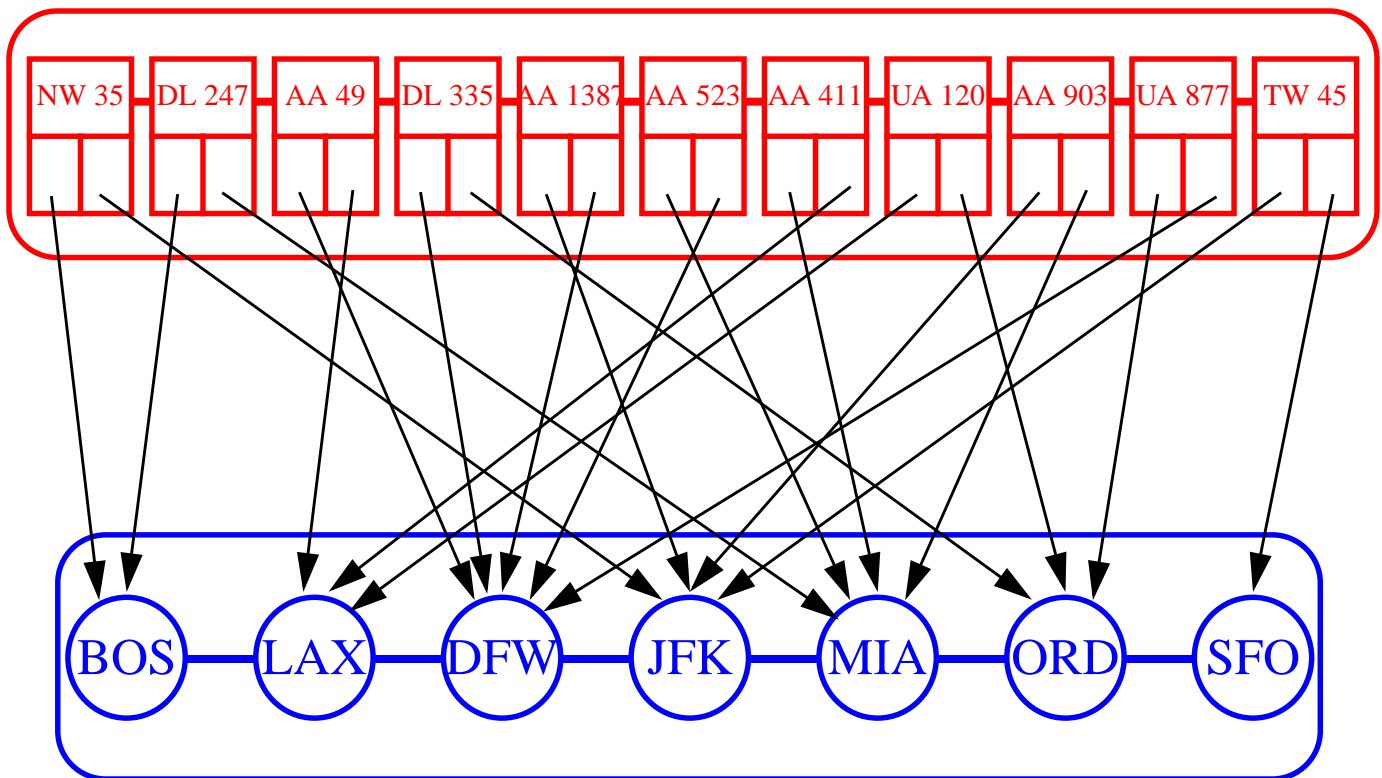 NW 35 DL 247 AA 49 DL 335 AA 1387 AA 523 AA 411 UA 120 AA 903 UA 877 TW 45
BOS LAX DFW JFK MIA ORD SFO